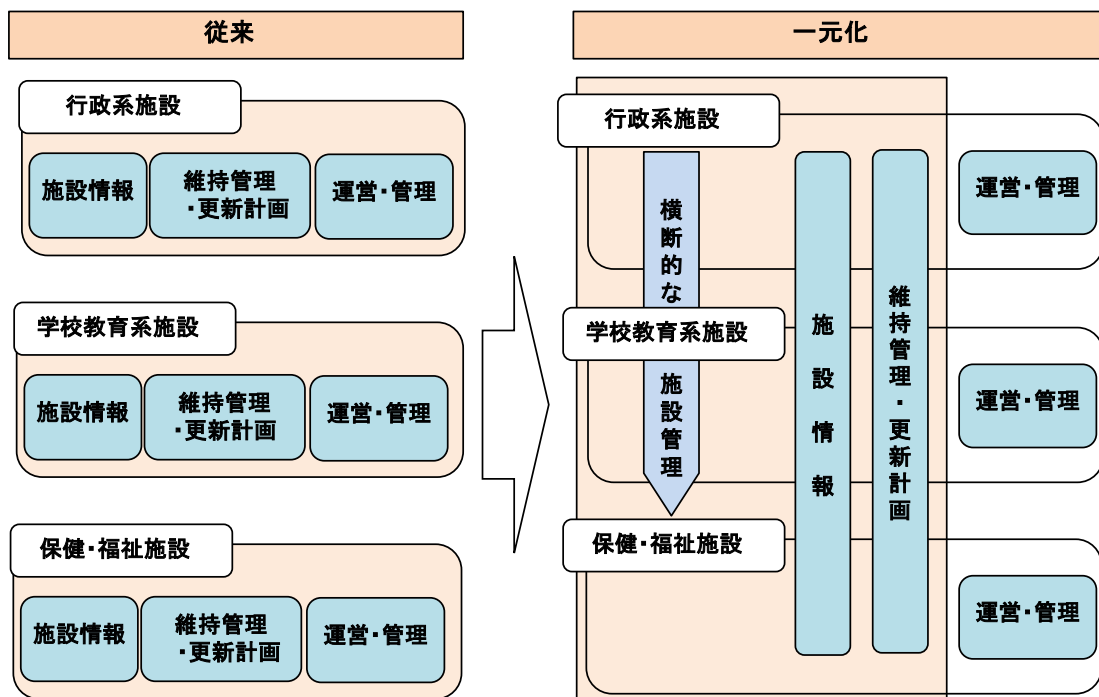 従来
行政系施設
施設情報
維持管理
・更新計画
運営・管理
学校教育系施設
施設情報
維持管理
・更新計画
運営・管理
保健・福祉施設
施設情報
維持管理
・更新計画
運営・管理
一元化
行政系施設
横断的な
施設管理
施設情報
維持管理・更新計画
運営・管理
学校教育系施設
運営・管理
保健・福祉施設
運営・管理